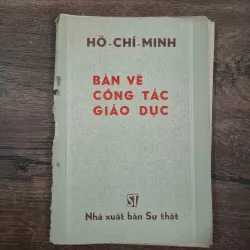 HỒ-CHÍ-MINH
BÀN VỀ
CÔNG TÁC
GIÁO DỤC
ST
Nhà xuất bản Sự thật